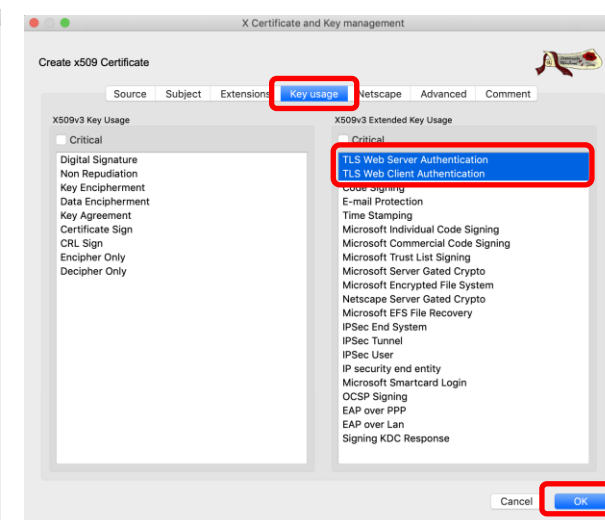 X Certificate and Key management
Create x509 Certificate
Source Subject Extensions Key usage Netscape Advanced Comment
X509v3 Key Usage
Critical
Digital Signature
Non Repudiation
Key Encipherment
Data Encipherment
Key Agreement
Certificate Sign
CRL Sign
Encipher Only
Decipher Only
X509v3 Extended Key Usage
Critical
TLS Web Server Authentication
TLS Web Client Authentication
Code Signing
E-mail Protection
Time Stamping
Microsoft Individual Code Signing
Microsoft Commercial Code Signing
Microsoft Trust List Signing
Microsoft Server Gated Crypto
Microsoft Encrypted File System
Netscape Server Gated Crypto
Microsoft EFS File Recovery
IPSec End System
IPSec Tunnel
IPSec User
IP security end entity
Microsoft Smartcard Login
OCSP Signing
EAP over PPP
EAP over Lan
Signing KDC Response
Cancel OK